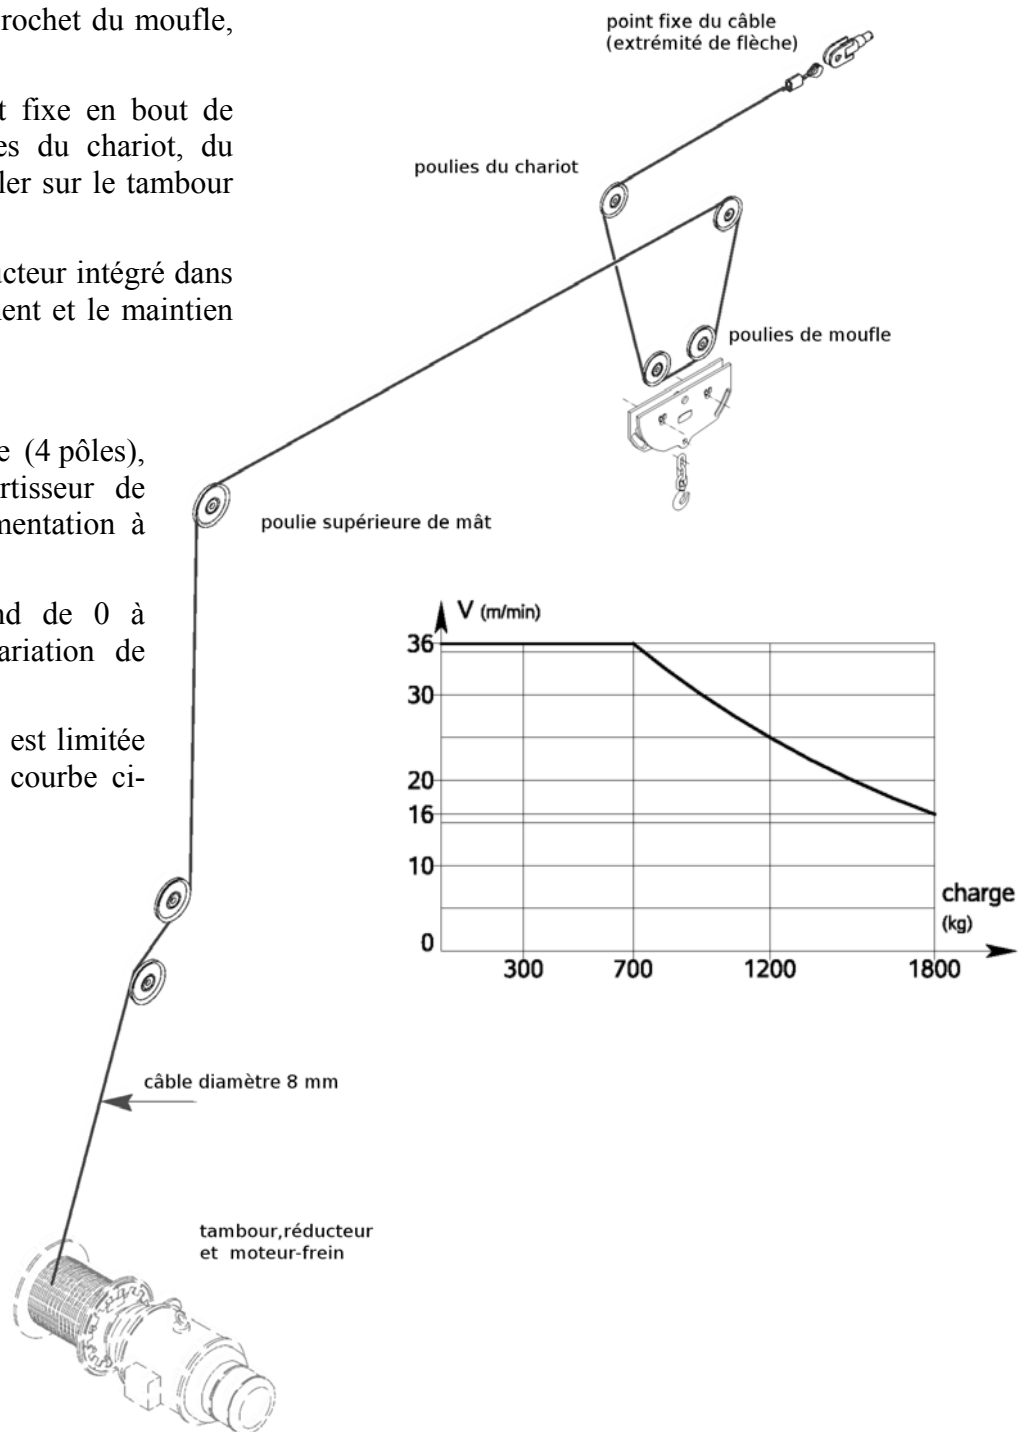 rochet du moufle,
t fixe en bout de
es du chariot, du
ler sur le tambour
ucteur intégré dans
nent et le maintien
e (4 pôles),
rtisseur de
nentation à
nd de 0 à
ariation de
est limitée
courbe ci-
point fixe du câble
(extrémité de flèche)
poulies du chariot
poulies de moufle
poulie supérieure de mât
V (m/min)
36
30
20
16
10
0
300 700 1200 1800
charge
(kg)
câble diamètre 8 mm
tambour,réducteur
et moteur-frein